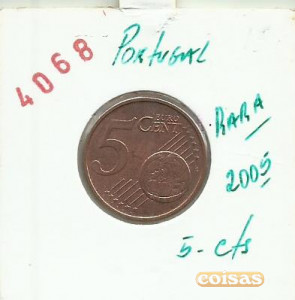 4068
Portugal
5 EURO
CENT
RARA
2005
5-cts
coisas